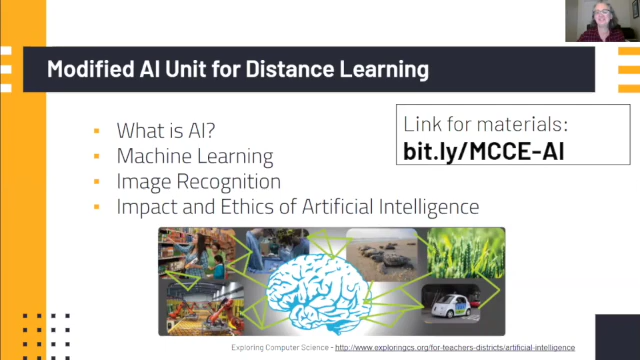 Modified AI Unit for Distance Learning
What is AI?
Machine Learning
Image Recognition
Impact and Ethics of Artificial Intelligence
Link for materials:
bit.ly/MCCE-AI
Exploring Computer Science - http://www.exploringcs.org/for-teachers-districts/artificial-intelligence